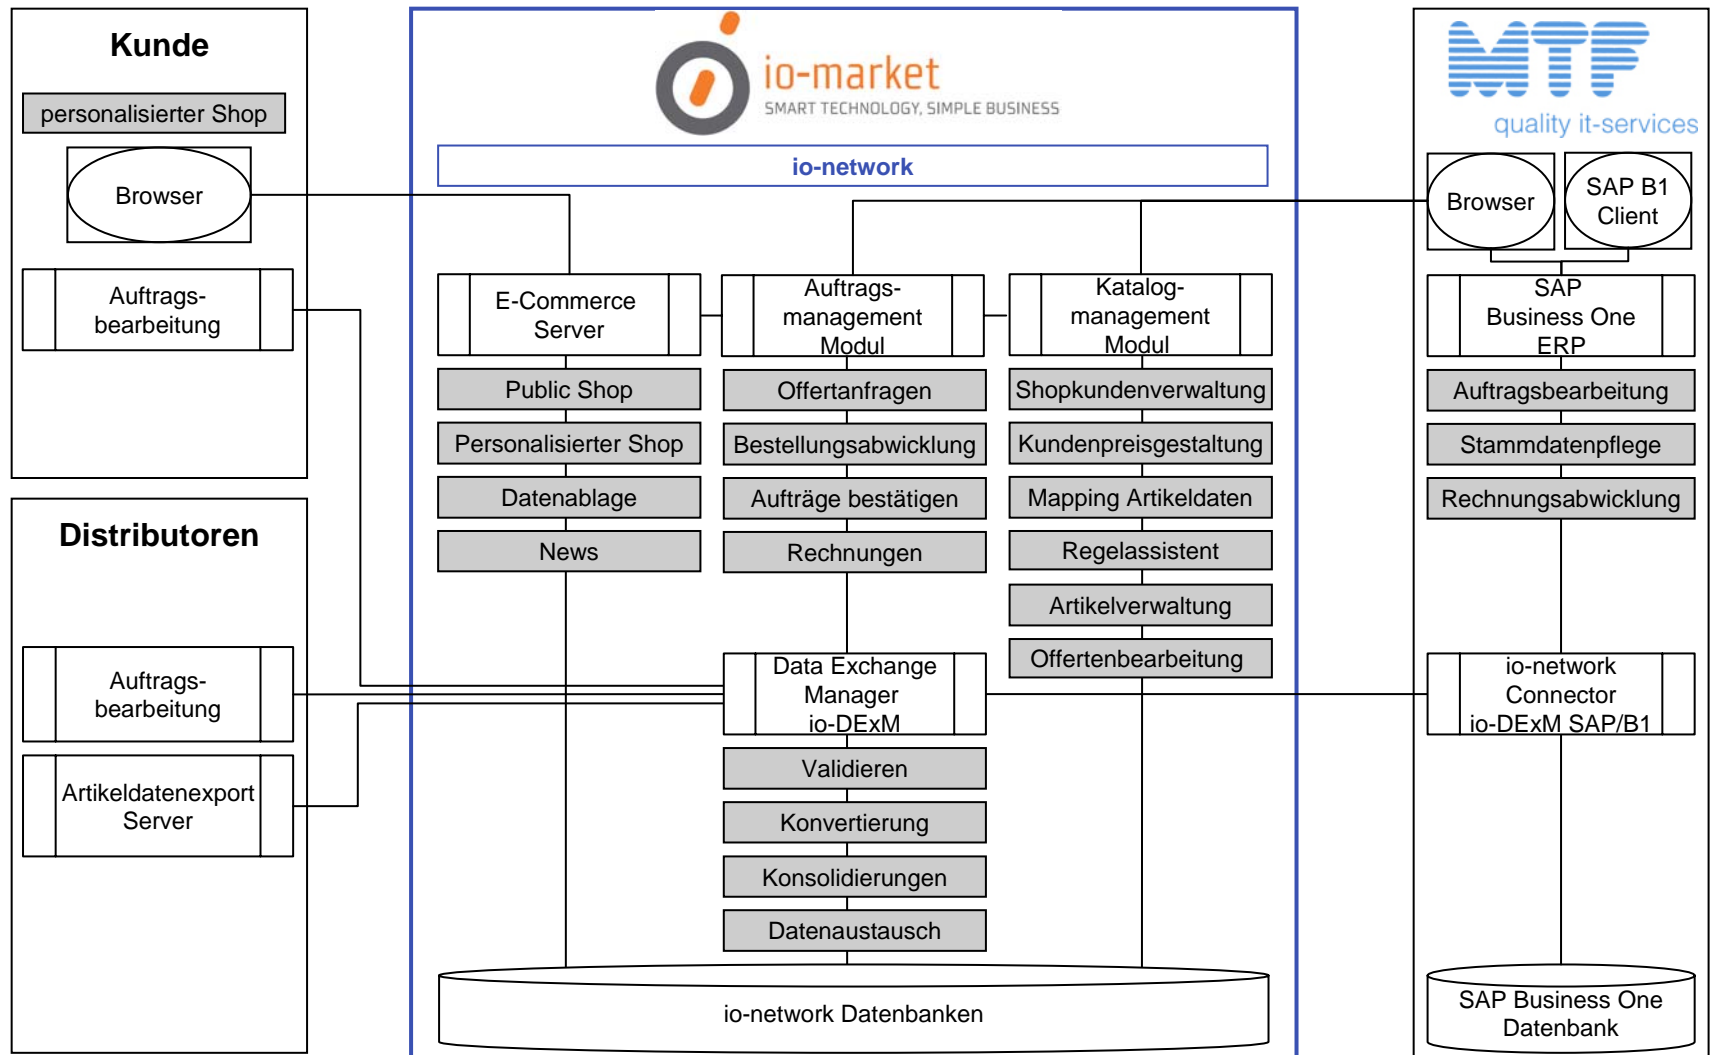 Kunde
personalisierter Shop
Browser
Auftrags-
bearbeitung
Distributoren
Auftrags-
bearbeitung
Artikeldatenexport
Server
io-market
SMART TECHNOLOGY, SIMPLE BUSINESS
io-network
E-Commerce
Server
Public Shop
Personalisierter Shop
Datenablage
News
Auftrags-
management
Modul
Offertanfragen
Bestellungsabwicklung
Aufträge bestätigen
Rechnungen
Data Exchange
Manager
io-DExM
Validieren
Konvertierung
Konsolidierungen
Datenaustausch
Katalog-
management
Modul
Shopkundenverwaltung
Kundenpreisgestaltung
Mapping Artikeldaten
Regelassistent
Artikelverwaltung
Offertenbearbeitung
io-network Datenbanken
MTF
quality it-services
Browser
SAP B1
Client
SAP
Business One
ERP
Auftragsbearbeitung
Stammdatenpflege
Rechnungsabwicklung
io-network
Connector
io-DExM SAP/B1
SAP Business One
Datenbank